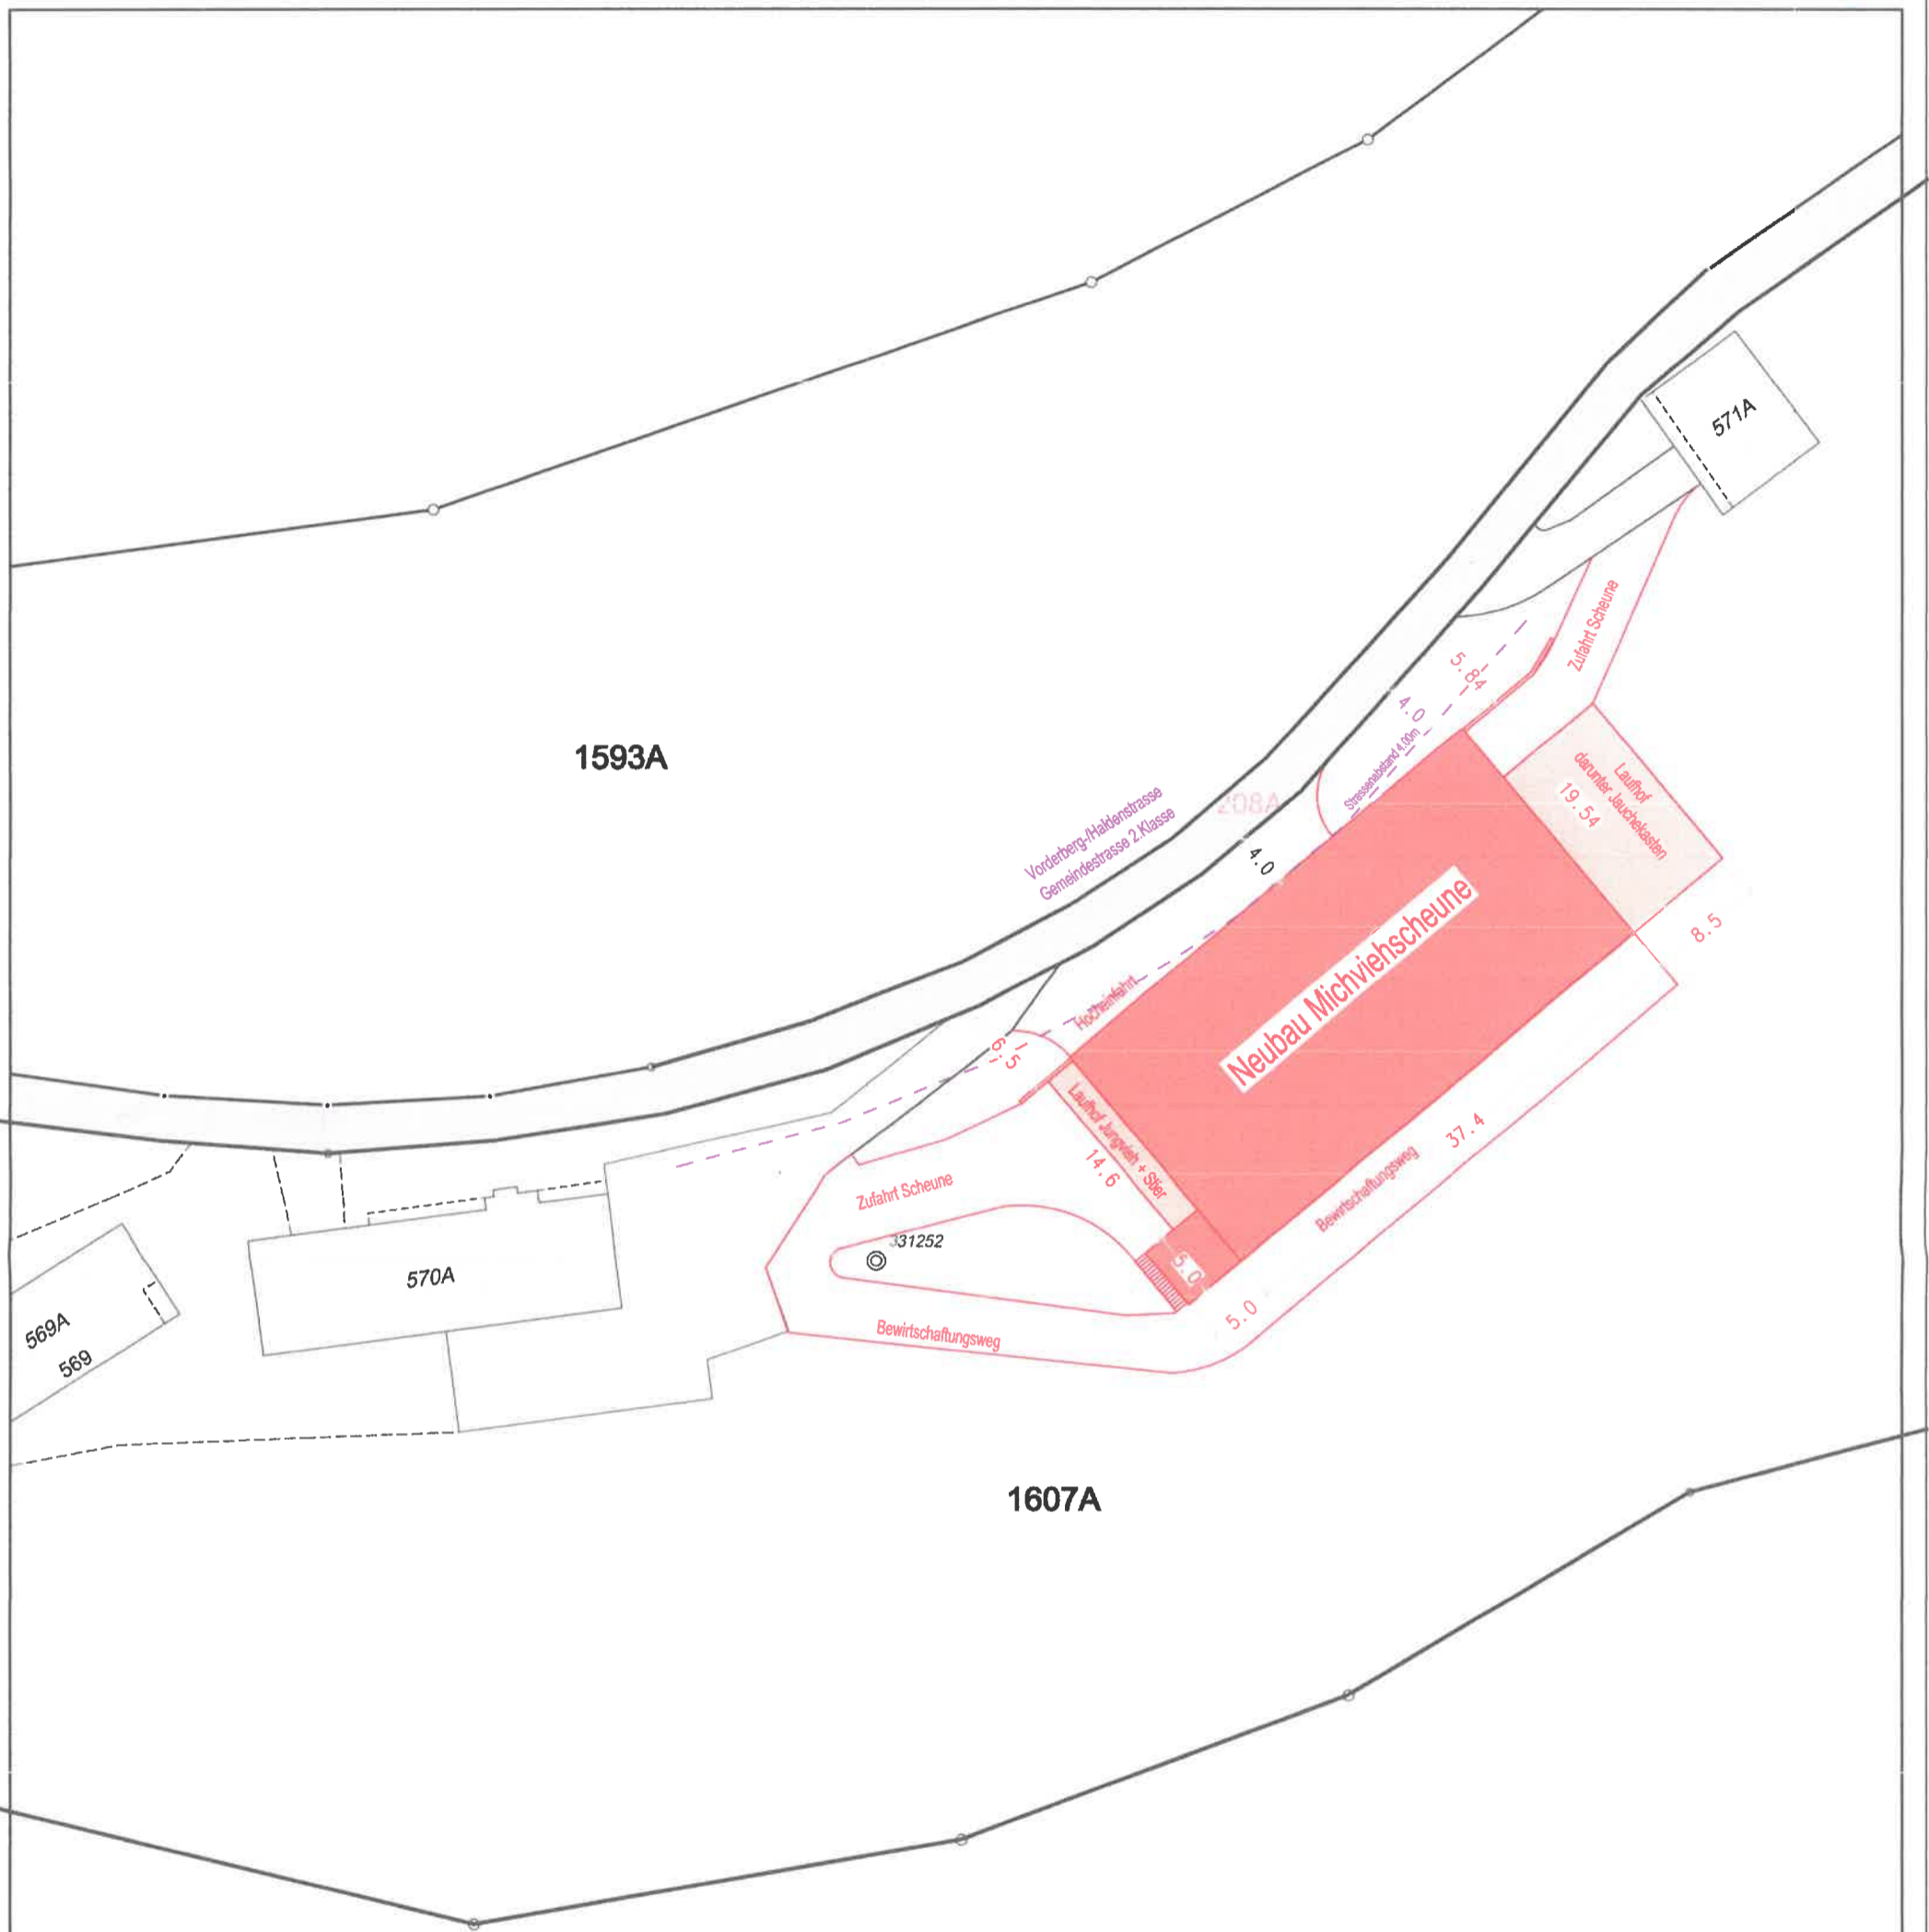 571A
Zufahrt Scheune
5.84
4.0
Strassenabstand 4.00m
1593A
Vorderberg-/Haldenstrasse
Gemeindestrasse 2.Klasse
208A
4.0
Laufhof
darunter Jauchekasten
19.54
8.5
Neubau Michviehscheune
Hocheinfahrt
6.5
Laufhof Jungvieh + Stier
14.6
37.4
Bewirtschaftungsweg
Zufahrt Scheune
331252
5.0
5.0
Bewirtschaftungsweg
570A
569A
569
1607A